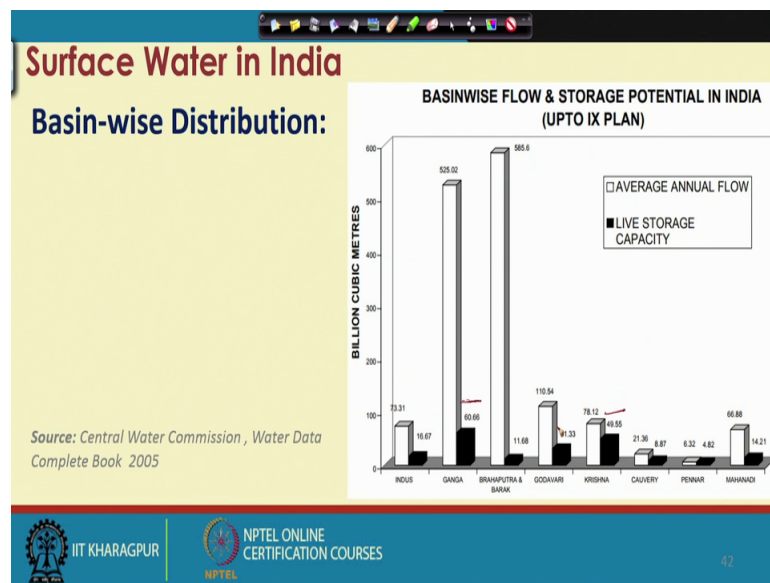 Surface Water in India
Basin-wise Distribution:
BASINWISE FLOW & STORAGE POTENTIAL IN INDIA
(UPTO IX PLAN)
BILLION CUBIC METRES
600
500
400
300
200
100
0
AVERAGE ANNUAL FLOW
LIVE STORAGE
CAPACITY
73.31
16.67
525.02
60.66
585.6
11.68
110.54
31.33
78.12
49.55
21.36
8.87
6.32
4.82
66.88
14.21
INDUS
GANGA
BRAHAPUTRA &
BARAK
GODAVARI
KRISHNA
CAUVERY
PENNAR
MAHANADI
Source: Central Water Commission , Water Data
Complete Book 2005
IIT KHARAGPUR
NPTEL
NPTEL ONLINE
CERTIFICATION COURSES
42